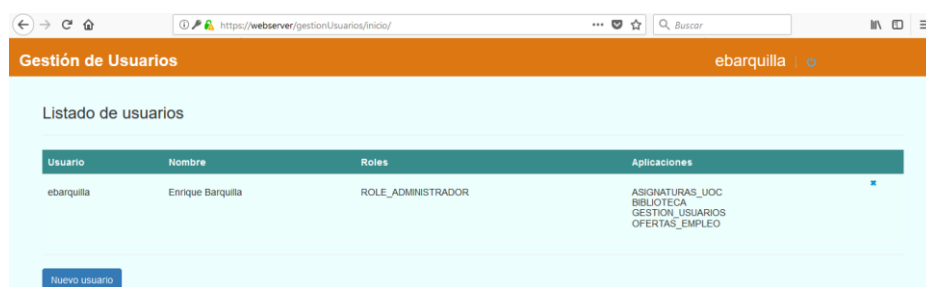 https://webserver/gestionUsuarios/inicio/
Buscar
Gestión de Usuarios
ebarquilla
Listado de usuarios
Usuario Nombre Roles Aplicaciones
ebarquilla Enrique Barquilla ROLE_ADMINISTRADOR ASIGNATURAS_UOC
BIBLIOTECA
GESTION_USUARIOS
OFERTAS_EMPLEO
Nuevo usuario